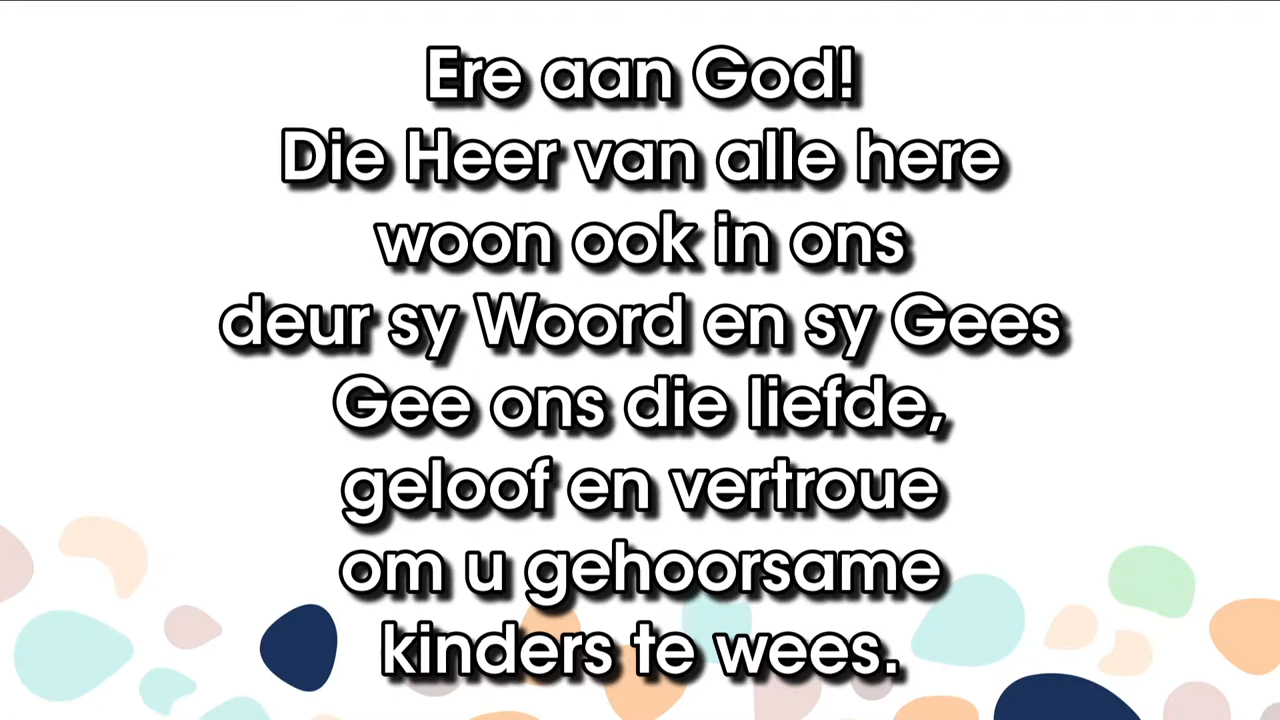 Ere aan God!
Die Heer van alle here
woon ook in ons
deur sy Woord en sy Gees
Gee ons die liefde,
geloof en vertroue
om u gehoorsame
kinders te wees.